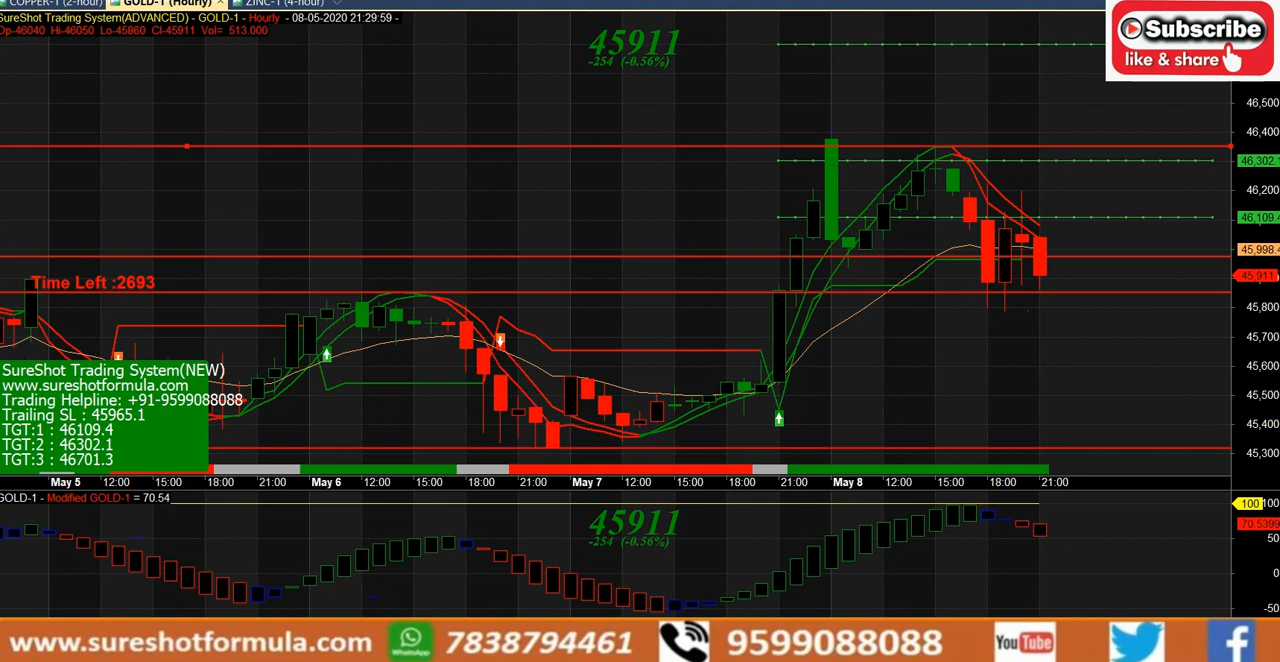 COPPER-1 (2-hour)
GOLD-1 (Hourly)
ZINC-1 (4-hour)
SureShot Trading System(ADVANCED) - GOLD-1 - Hourly - 08-05-2020 21:29:59 -
Op-46040 Hi-46050 Lo-45860 Cl-45911 Vol= 513.000
45911
-254 (-0.56%)
Subscribe
like & share
46,500
46,400
46,302.
46,200
46,109.4
45,998.4
45,911
45,800
45,700
45,600
45,500
45,400
45,300
Time Left :2693
SureShot Trading System(NEW)
www.sureshotformula.com
Trading Helpline: +91-9599088088
Trailing SL : 45965.1
TGT:1 : 46109.4
TGT:2 : 46302.1
TGT:3 : 46701.3
May 5 12:00 15:00 18:00 21:00 May 6 12:00 15:00 18:00 21:00 May 7 12:00 15:00 18:00 21:00 May 8 12:00 15:00 18:00 21:00
GOLD-1 - Modified GOLD-1 = 70.54
45911
-254 (-0.56%)
100
100
70.5399
50
0
-50
www.sureshotformula.com
WhatsApp
7838794461
9599088088
YouTube